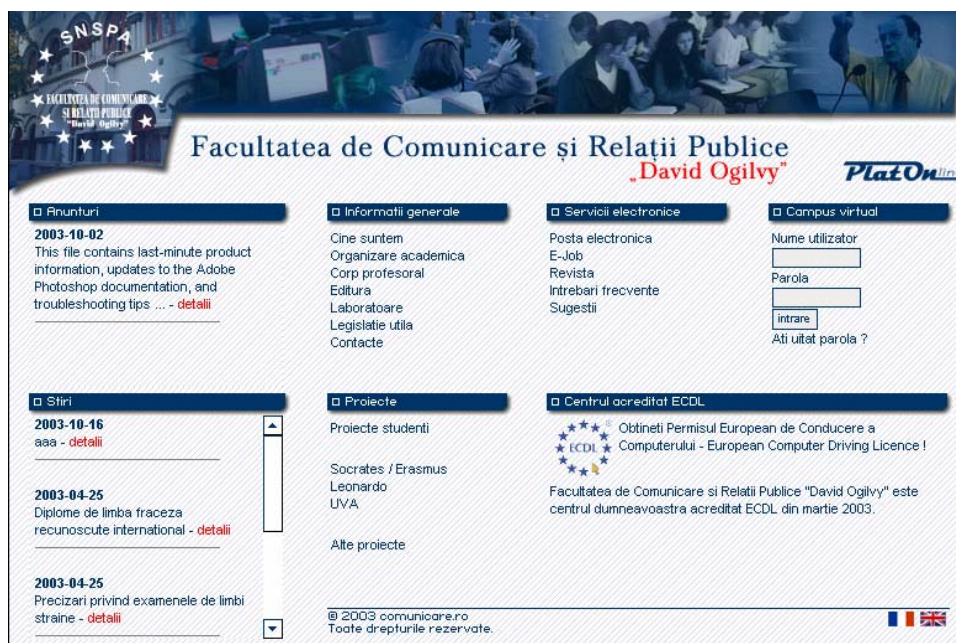 SNSPA
FACULTATEA DE COMUNICARE
SI RELATII PUBLICE
"David Ogilvy"
Facultatea de Comunicare și Relații Publice
„David Ogilvy”
PlatOnlin
Anunturi
2003-10-02
This file contains last-minute product
information, updates to the Adobe
Photoshop documentation, and
troubleshooting tips ... - detalii
Informatii generale
Cine suntem
Organizare academica
Corp profesoral
Editura
Laboratoare
Legislatie utila
Contacte
Servicii electronice
Posta electronica
E-Job
Revista
Intrebari frecvente
Sugestii
Campus virtual
Nume utilizator
Parola
intrare
Ati uitat parola ?
Stiri
2003-10-16
aaa - detalii
2003-04-25
Diplome de limba fraceza
recunoscute international - detalii
2003-04-25
Precizari privind examenele de limbi
straine - detalii
Proiecte
Proiecte studenti
Socrates / Erasmus
Leonardo
UVA
Alte proiecte
Centrul acreditat ECDL
ECDL
Obtineti Permisul European de Conducere a
Computerului - European Computer Driving Licence !
Facultatea de Comunicare si Relatii Publice "David Ogilvy" este
centrul dumneavoastra acreditat ECDL din martie 2003.
© 2003 comunicare.ro
Toate drepturile rezervate.